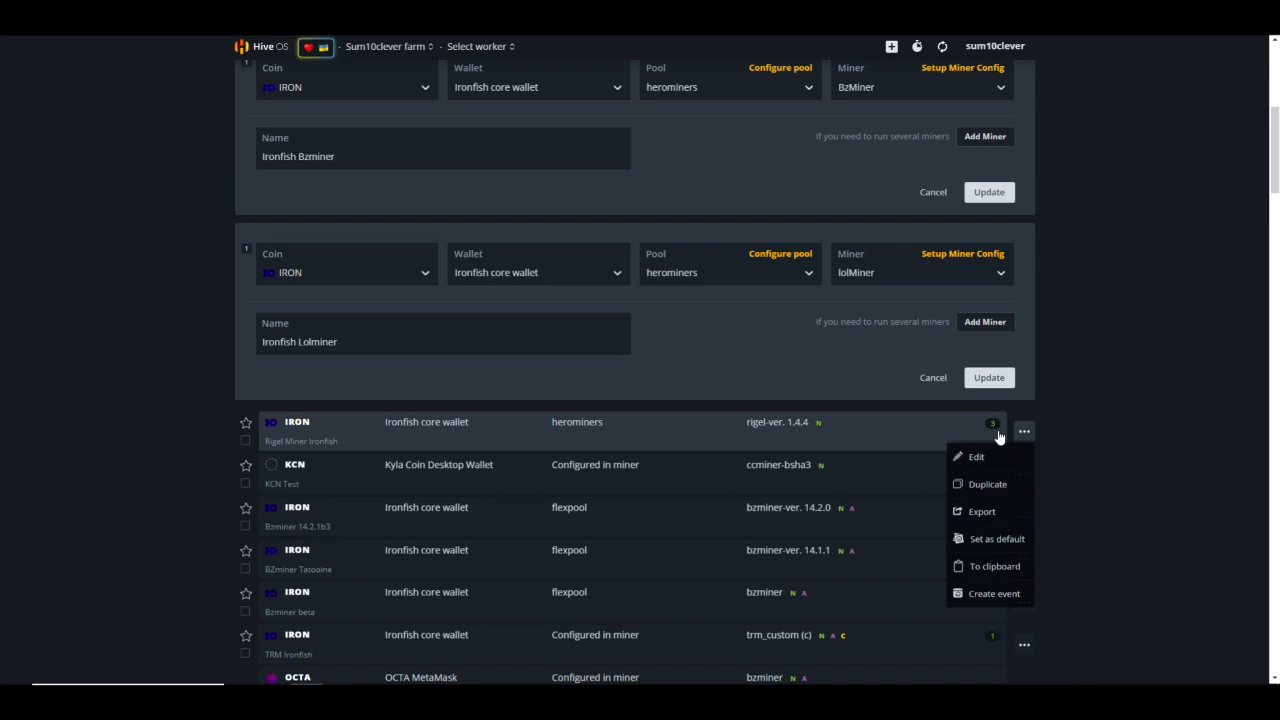 Hive OS · Sum10clever farm · Select worker sum10clever
1 Coin Wallet Pool Configure pool Miner Setup Miner Config
IRON Ironfish core wallet herominers BzMiner
Name If you need to run several miners Add Miner
Ironfish Bzminer
Cancel Update
1 Coin Wallet Pool Configure pool Miner Setup Miner Config
IRON Ironfish core wallet herominers lolMiner
Name If you need to run several miners Add Miner
Ironfish Lolminer
Cancel Update
IRON Ironfish core wallet herominers rigel-ver. 1.4.4 N 3
Rigel Miner Ironfish
Edit
KCN Kyla Coin Desktop Wallet Configured in miner ccminer-bsha3 N
KCN Test Duplicate
IRON Ironfish core wallet flexpool bzminer-ver. 14.2.0 N A Export
Bzminer 14.2.1b3
Set as default
IRON Ironfish core wallet flexpool bzminer-ver. 14.1.1 N A
BZminer Tatooine To clipboard
IRON Ironfish core wallet flexpool bzminer N A Create event
Bzminer beta
IRON Ironfish core wallet Configured in miner trm_custom (c) N A C 1
TRM Ironfish
OCTA OCTA MetaMask Configured in miner bzminer N A